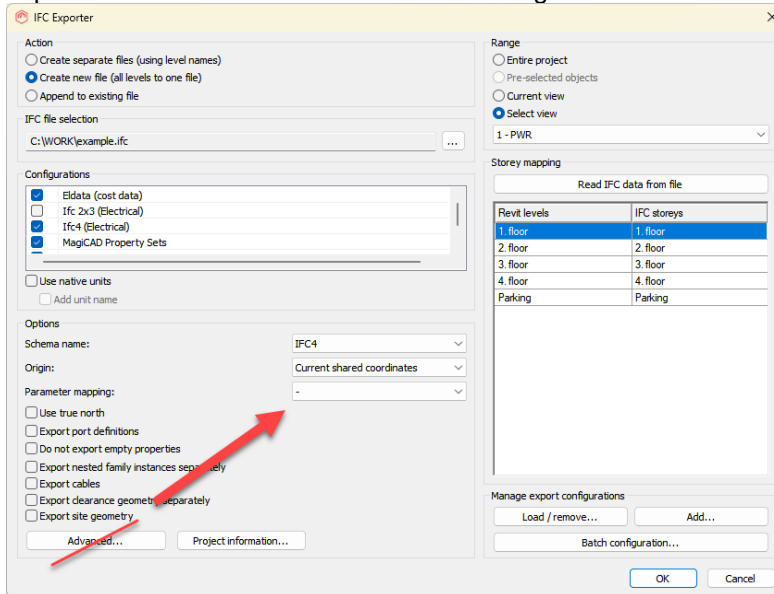 IFC Exporter
Action
Create separate files (using level names)
Create new file (all levels to one file)
Append to existing file
IFC file selection
C:\WORK\example.ifc
...
Configurations
Eldata (cost data)
Ifc 2x3 (Electrical)
Ifc4 (Electrical)
MagiCAD Property Sets
Use native units
Add unit name
Options
Schema name:
IFC4
Origin:
Current shared coordinates
Parameter mapping:
-
Use true north
Export port definitions
Do not export empty properties
Export nested family instances separately
Export cables
Export clearance geometry separately
Export site geometry
Advanced...
Project information...
Range
Entire project
Pre-selected objects
Current view
Select view
1 - PWR
Storey mapping
Read IFC data from file
Revit levels IFC storeys
1. floor 1. floor
2. floor 2. floor
3. floor 3. floor
4. floor 4. floor
Parking Parking
Manage export configurations
Load / remove...
Add...
Batch configuration...
OK
Cancel